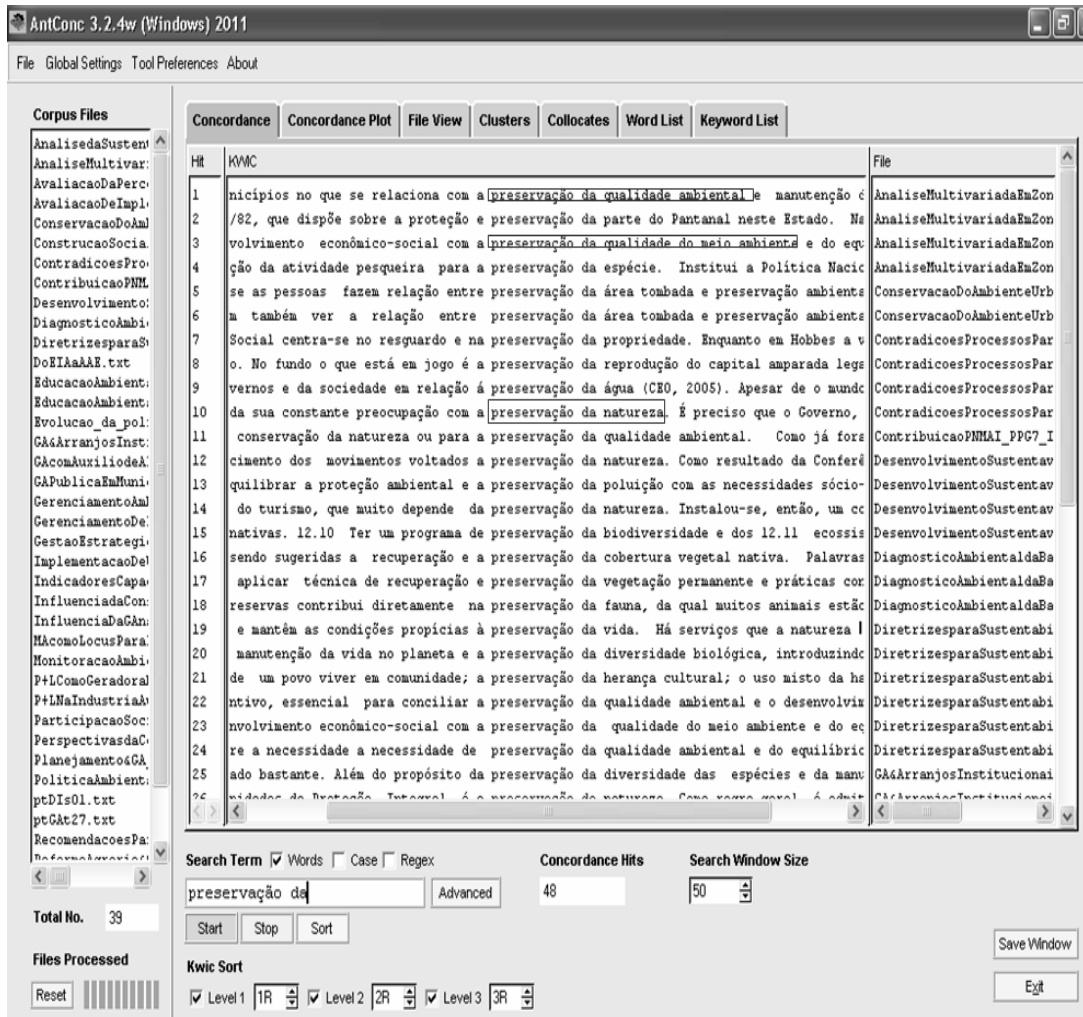 AntConc 3.2.4w (Windows) 2011
File Global Settings Tool Preferences About
Corpus Files
AnalisedaSusten
AnaliseMultivar
AvaliacaoDaPerc
AvaliacaoDeImpl
ConservacaoDoAm
ConstrucaoSocia
ContradicoesPro
ContribuicaoPNM
Desenvolvimento
DiagnosticoAmbi
DiretrizesparaS
DoEIAaAAE.txt
EducacaoAmbient
EducacaoAmbient
Evolucao_da_pol
GA&ArranjosInst
GAcomAuxiliodeA
GAPublicaEmMuni
GerenciamentoAm
GerenciamentoDe
GestaoEstrategi
ImplementacaoDe
IndicadoresCapa
InfluenciadaCon
InfluenciaDaGAn
MAcomoLocusPara
MonitoracaoAmbi
P+LComoGeradora
P+LNaIndustriaA
ParticipacaoSoc
PerspectivasdaC
Planejamento&GA
PoliticaAmbient
ptDIs01.txt
ptGAt27.txt
RecomendacoesPa
Total No. 39
Files Processed
Reset
Concordance Concordance Plot File View Clusters Collocates Word List Keyword List
Hit KWIC File
1 nicípios no que se relaciona com a preservação da qualidade ambiental e manutenção d AnaliseMultivariadaEmZon
2 /82, que dispõe sobre a proteção e preservação da parte do Pantanal neste Estado. Na AnaliseMultivariadaEmZon
3 volvimento econômico-social com a preservação da qualidade do meio ambiente e do equ AnaliseMultivariadaEmZon
4 ção da atividade pesqueira para a preservação da espécie. Institui a Política Nacic AnaliseMultivariadaEmZon
5 se as pessoas fazem relação entre preservação da área tombada e preservação ambienta ConservacaoDoAmbienteUrb
6 m também ver a relação entre preservação da área tombada e preservação ambienta ConservacaoDoAmbienteUrb
7 Social centra-se no resguardo e na preservação da propriedade. Enquanto em Hobbes a v ContradicoesProcessosPar
8 o. No fundo o que está em jogo é a preservação da reprodução do capital amparada lega ContradicoesProcessosPar
9 vernos e da sociedade em relação á preservação da água (CEO, 2005). Apesar de o mundo ContradicoesProcessosPar
10 da sua constante preocupação com a preservação da natureza. É preciso que o Governo, ContradicoesProcessosPar
11 conservação da natureza ou para a preservação da qualidade ambiental. Como já fora ContribuicaoPNMAI_PPG7_I
12 cimento dos movimentos voltados a preservação da natureza. Como resultado da Conferê DesenvolvimentoSustentav
13 quilibrar a proteção ambiental e a preservação da poluição com as necessidades sócio- DesenvolvimentoSustentav
14 do turismo, que muito depende da preservação da natureza. Instalou-se, então, um co DesenvolvimentoSustentav
15 nativas. 12.10 Ter um programa de preservação da biodiversidade e dos 12.11 ecossis DesenvolvimentoSustentav
16 sendo sugeridas a recuperação e a preservação da cobertura vegetal nativa. Palavras DiagnosticoAmbientaldaBa
17 aplicar técnica de recuperação e preservação da vegetação permanente e práticas con DiagnosticoAmbientaldaBa
18 reservas contribui diretamente na preservação da fauna, da qual muitos animais estão DiagnosticoAmbientaldaBa
19 e mantêm as condições propícias à preservação da vida. Há serviços que a natureza DiretrizesparaSustentabi
20 manutenção da vida no planeta e a preservação da diversidade biológica, introduzindo DiretrizesparaSustentabi
21 de um povo viver em comunidade; a preservação da herança cultural; o uso misto da ha DiretrizesparaSustentabi
22 ntivo, essencial para conciliar a preservação da qualidade ambiental e o desenvolvim DiretrizesparaSustentabi
23 nvolvimento econômico-social com a preservação da qualidade do meio ambiente e do eq DiretrizesparaSustentabi
24 re a necessidade a necessidade de preservação da qualidade ambiental e do equilíbric DiretrizesparaSustentabi
25 ado bastante. Além do propósito da preservação da diversidade das espécies e da manu GA&ArranjosInstitucionai
Search Term Words Case Regex Concordance Hits Search Window Size
preservação da Advanced 48 50
Start Stop Sort
Save Window
Kwic Sort
Level 1 1R Level 2 2R Level 3 3R
Exit